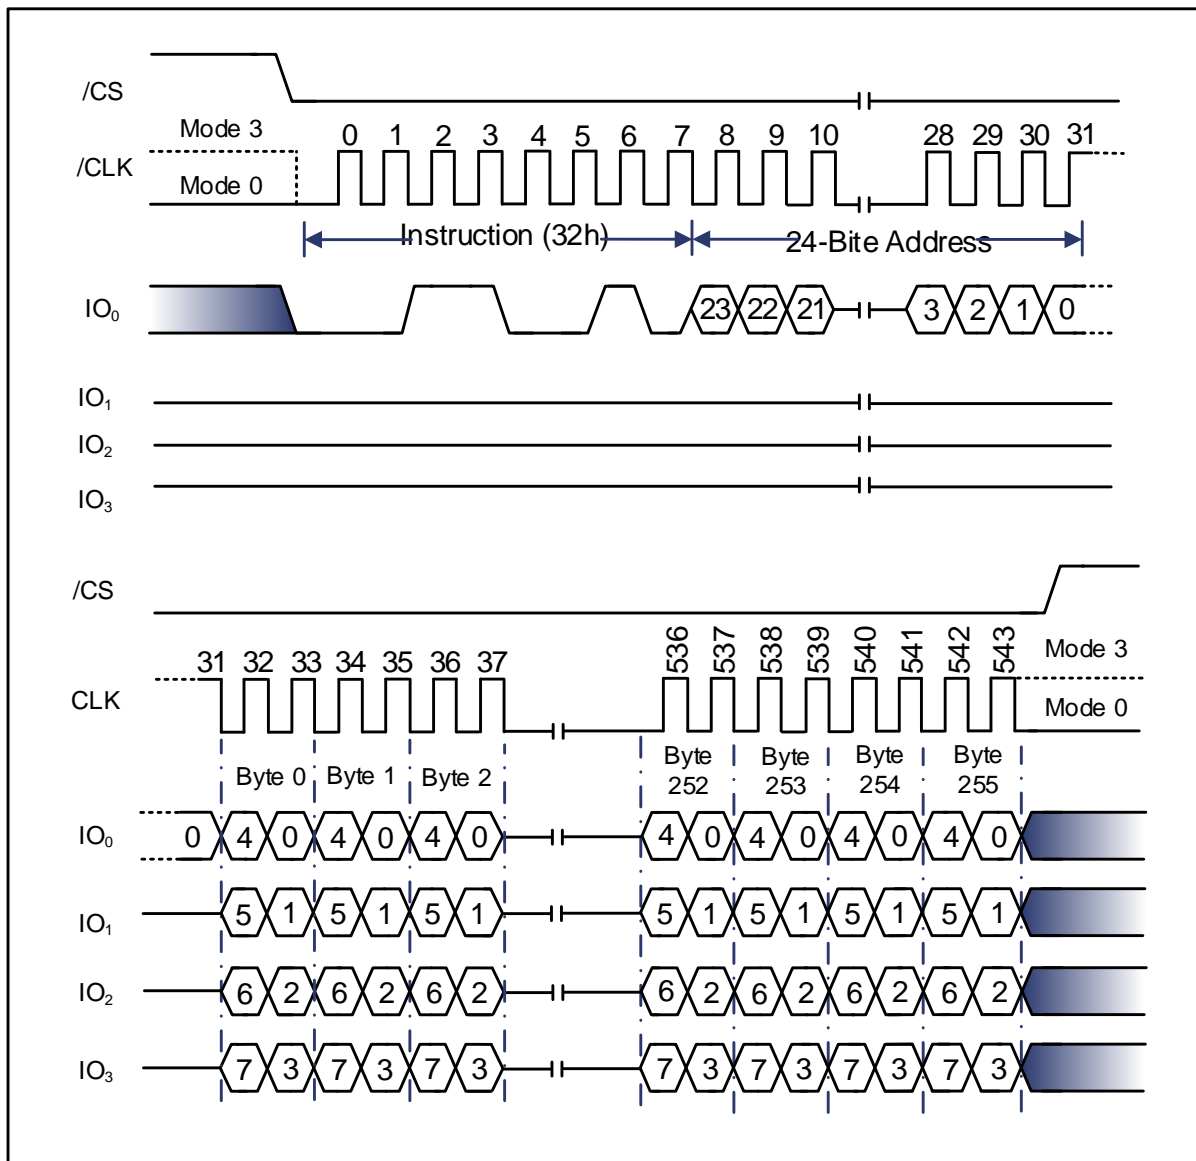 /CS
Mode 3
0 1 2 3 4 5 6 7 8 9 10 28 29 30 31
/CLK
Mode 0
Instruction (32h) 24-Bite Address
IO₀ 23 22 21 3 2 1 0
IO₁
IO₂
IO₃
/CS
31 32 33 34 35 36 37 536 537 538 539 540 541 542 543 Mode 3
CLK Mode 0
Byte 0 Byte 1 Byte 2 Byte 252 Byte 253 Byte 254 Byte 255
IO₀ 0 4 0 4 0 4 0 4 0 4 0 4 0 4 0
IO₁ 5 1 5 1 5 1 5 1 5 1 5 1 5 1
IO₂ 6 2 6 2 6 2 6 2 6 2 6 2 6 2
IO₃ 7 3 7 3 7 3 7 3 7 3 7 3 7 3